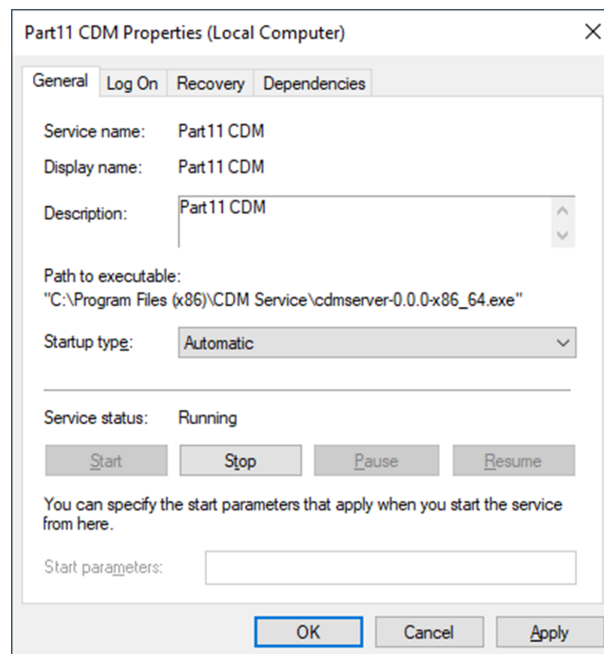 Part11 CDM Properties (Local Computer)
General Log On Recovery Dependencies
Service name: Part11 CDM
Display name: Part11 CDM
Description: Part11 CDM
Path to executable:
"C:\Program Files (x86)\CDM Service\cdmserver-0.0.0-x86_64.exe"
Startup type: Automatic
Service status: Running
Start Stop Pause Resume
You can specify the start parameters that apply when you start the service
from here.
Start parameters:
OK Cancel Apply